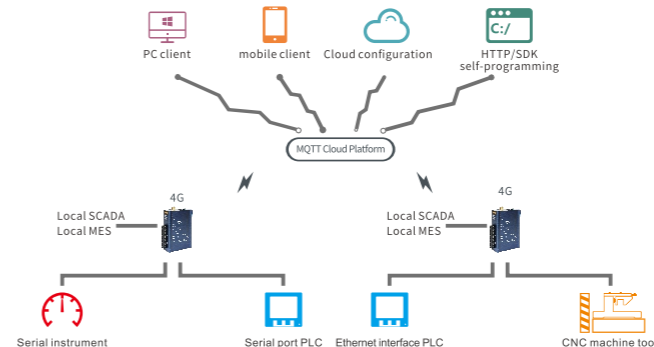 C:/
PC client
mobile client
Cloud configuration
HTTP/SDK
self-programming
MQTT Cloud Platform
4G
4G
Local SCADA
Local MES
Local SCADA
Local MES
Serial instrument
Serial port PLC
Ethernet interface PLC
CNC machine too